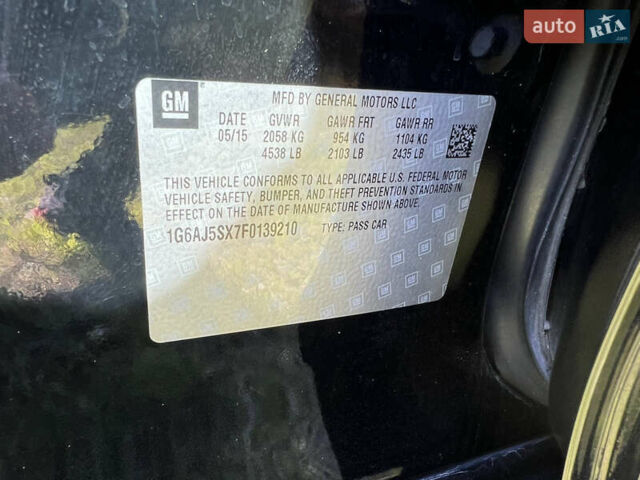 auto RIA.com
GM MFD BY GENERAL MOTORS LLC
DATE GVWR GAWR FRT GAWR RR
05/15 2058 KG 954 KG 1104 KG
4538 LB 2103 LB 2435 LB
THIS VEHICLE CONFORMS TO ALL APPLICABLE U.S. FEDERAL MOTOR
VEHICLE SAFETY, BUMPER, AND THEFT PREVENTION STANDARDS IN
EFFECT ON THE DATE OF MANUFACTURE SHOWN ABOVE.
1G6AJ5SX7F0139210 TYPE: PASS CAR